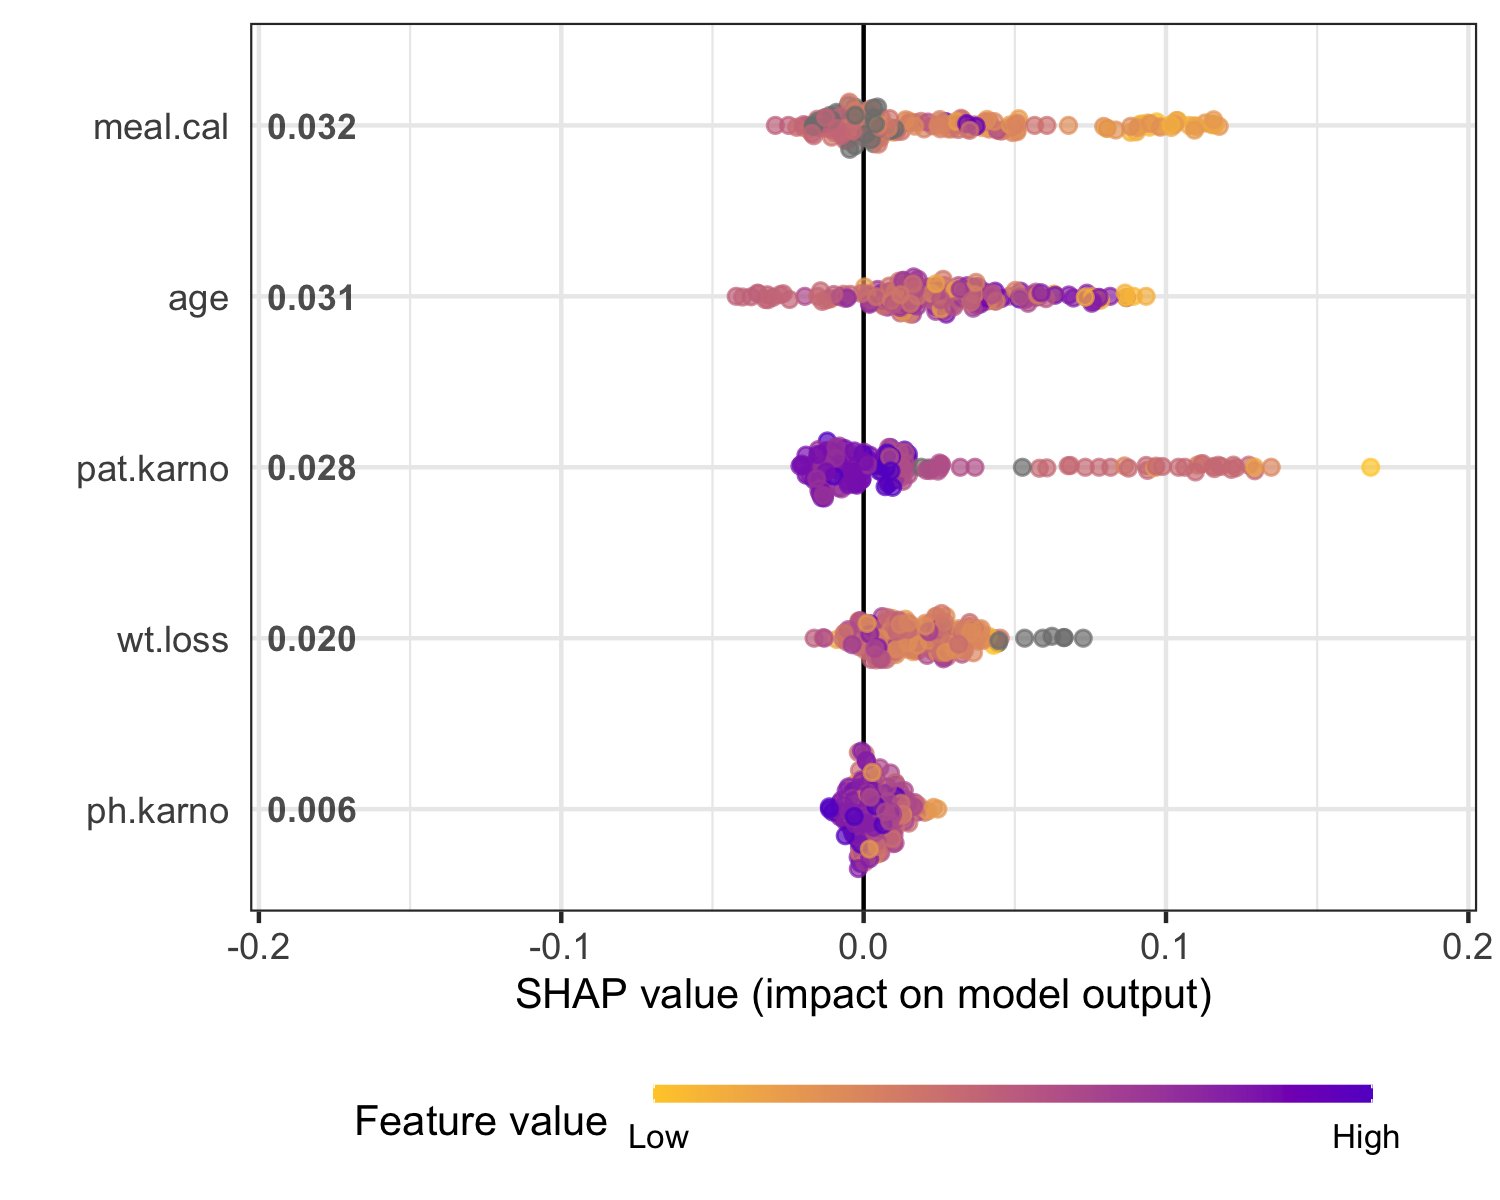 meal.cal 0.032
age 0.031
pat.karno 0.028
wt.loss 0.020
ph.karno 0.006
-0.2 -0.1 0.0 0.1 0.2
SHAP value (impact on model output)
Feature value
Low High